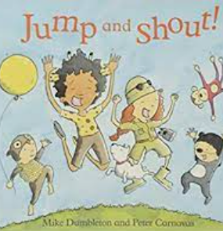 Jump and Shout!
Mike Dumbleton and Peter Carnavas